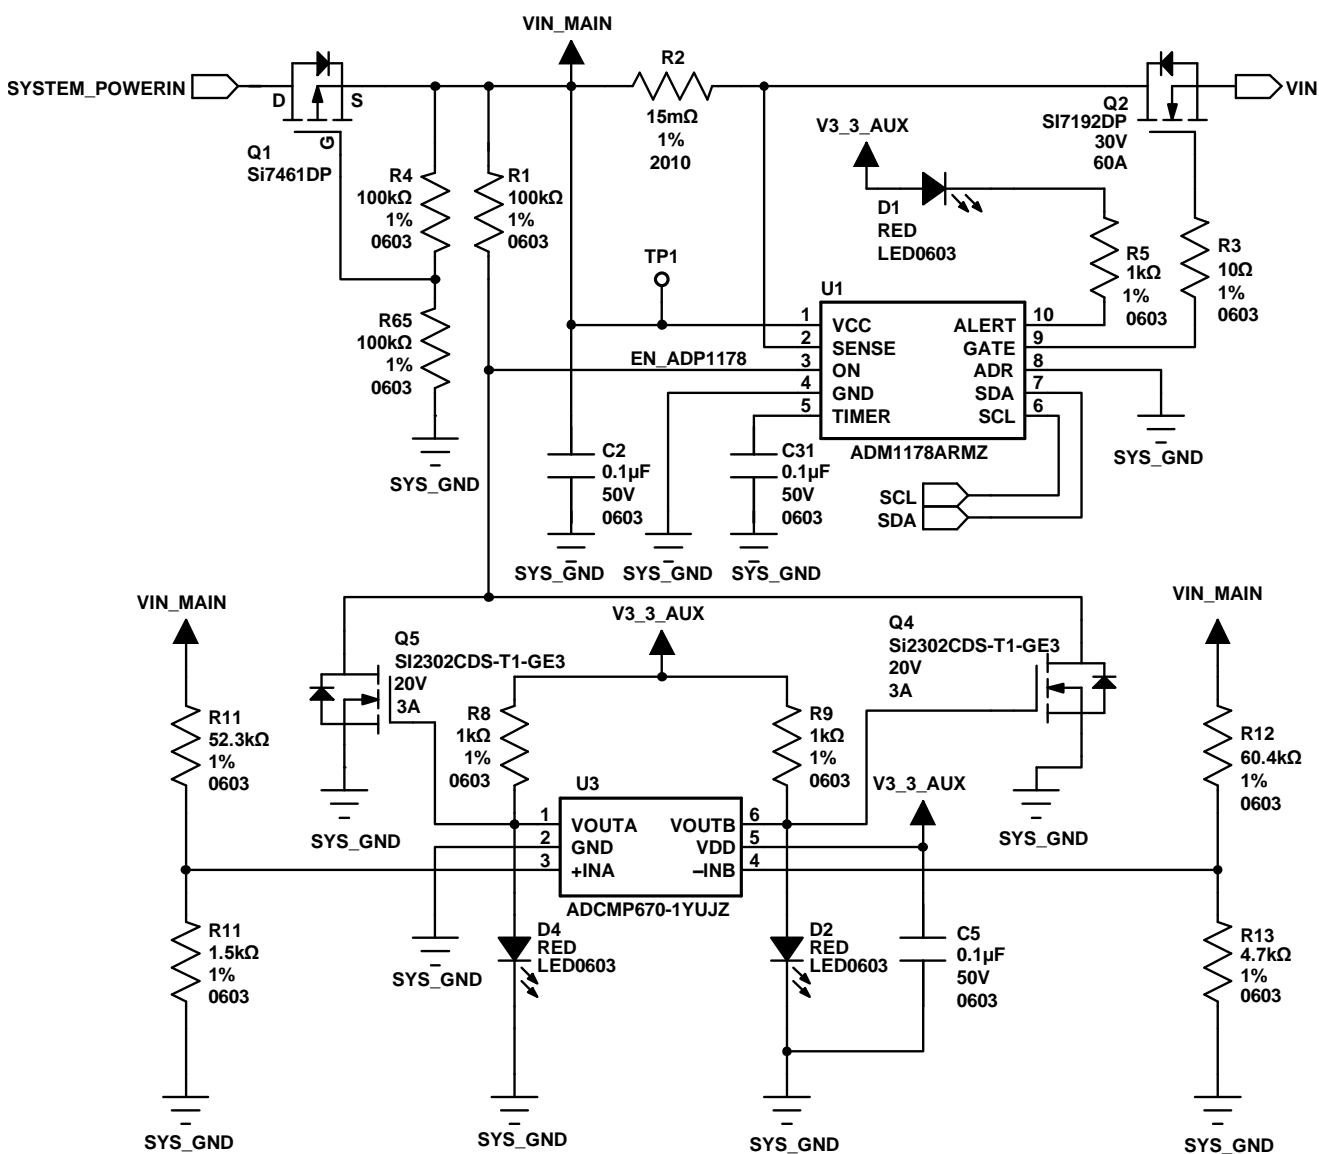 VIN_MAIN
SYSTEM_POWERIN
D
S
G
Q1
Si7461DP
R2
15mΩ
1%
2010
Q2
SI7192DP
30V
60A
VIN
V3_3_AUX
D1
RED
LED0603
R4
100kΩ
1%
0603
R1
100kΩ
1%
0603
R5
1kΩ
1%
0603
R3
10Ω
1%
0603
TP1
R65
100kΩ
1%
0603
SYS_GND
EN_ADP1178
U1
1 VCC
2 SENSE
3 ON
4 GND
5 TIMER
ALERT 10
GATE 9
ADR 8
SDA 7
SCL 6
ADM1178ARMZ
SYS_GND
C2
0.1µF
50V
0603
C31
0.1µF
50V
0603
SCL
SDA
SYS_GND
SYS_GND
SYS_GND
VIN_MAIN
Q5
SI2302CDS-T1-GE3
20V
3A
V3_3_AUX
Q4
Si2302CDS-T1-GE3
20V
3A
VIN_MAIN
R11
52.3kΩ
1%
0603
R8
1kΩ
1%
0603
R9
1kΩ
1%
0603
R12
60.4kΩ
1%
0603
SYS_GND
V3_3_AUX
SYS_GND
U3
1 VOUTA
2 GND
3 +INA
VOUTB 6
VDD 5
–INB 4
ADCMP670-1YUJZ
R11
1.5kΩ
1%
0603
SYS_GND
D4
RED
LED0603
D2
RED
LED0603
C5
0.1µF
50V
0603
R13
4.7kΩ
1%
0603
SYS_GND
SYS_GND
SYS_GND
SYS_GND